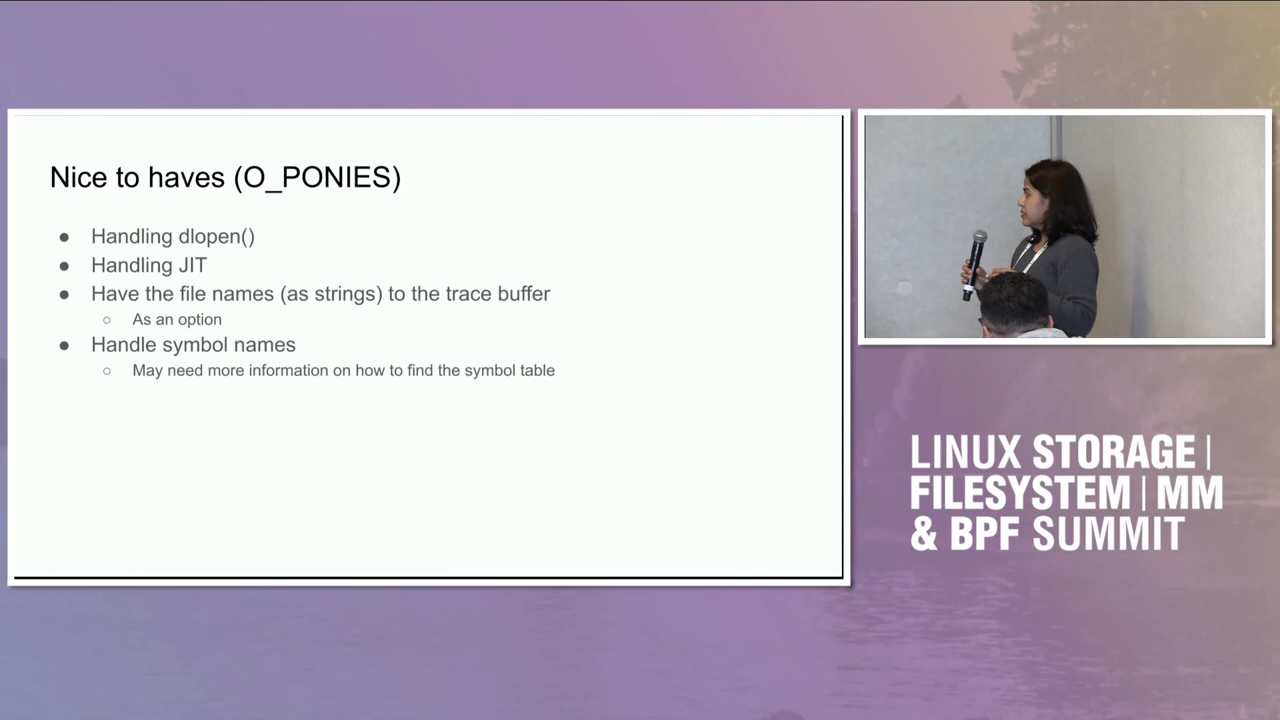 Nice to haves (O_PONIES)
● Handling dlopen()
● Handling JIT
● Have the file names (as strings) to the trace buffer
○ As an option
● Handle symbol names
○ May need more information on how to find the symbol table
LINUX STORAGE |
FILESYSTEM | MM
& BPF SUMMIT